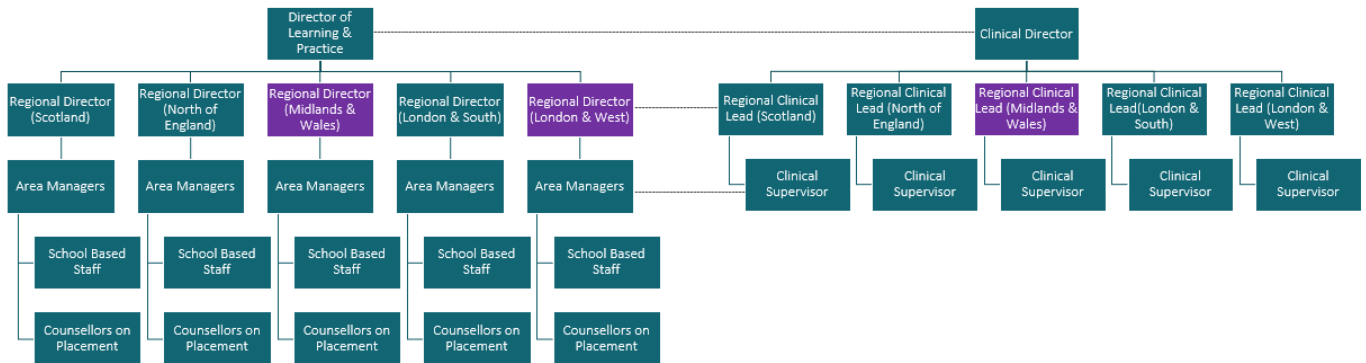 Director of
Learning &
Practice
Clinical Director
Regional Director
(Scotland)
Regional Director
(North of
England)
Regional Director
(Midlands &
Wales)
Regional Director
(London & South)
Regional Director
(London & West)
Regional Clinical
Lead (Scotland)
Regional Clinical
Lead (North of
England)
Regional Clinical
Lead (Midlands &
Wales)
Regional Clinical
Lead(London &
South)
Regional Clinical
Lead (London &
West)
Area Managers
Area Managers
Area Managers
Area Managers
Area Managers
Clinical
Supervisor
Clinical
Supervisor
Clinical
Supervisor
Clinical
Supervisor
Clinical
Supervisor
School Based
Staff
School Based
Staff
School Based
Staff
School Based
Staff
School Based
Staff
Counsellors on
Placement
Counsellors on
Placement
Counsellors on
Placement
Counsellors on
Placement
Counsellors on
Placement